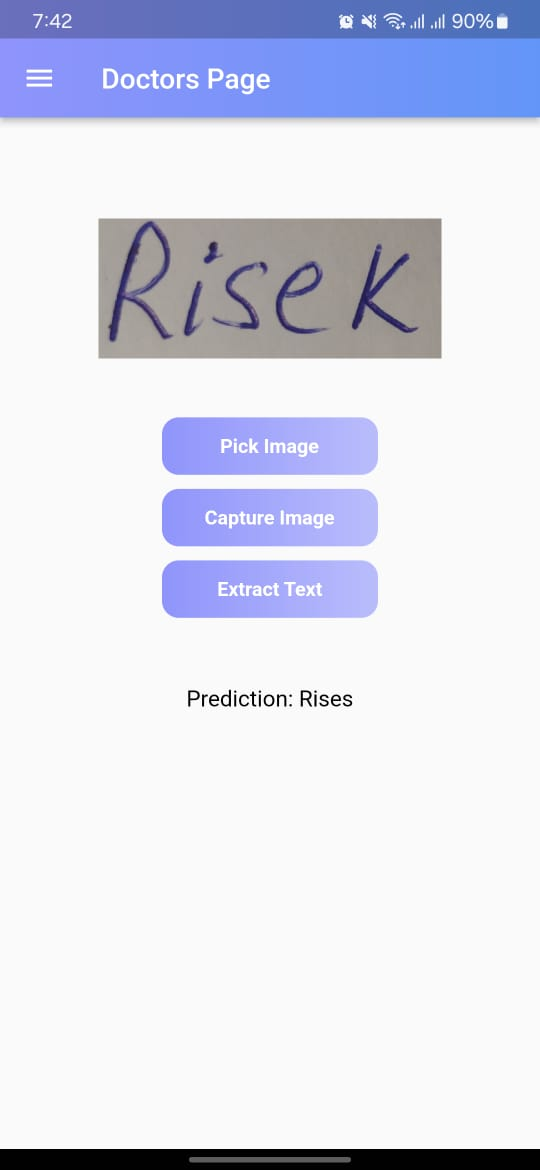 7:42 90%
Doctors Page
Risek
Pick Image
Capture Image
Extract Text
Prediction: Rises